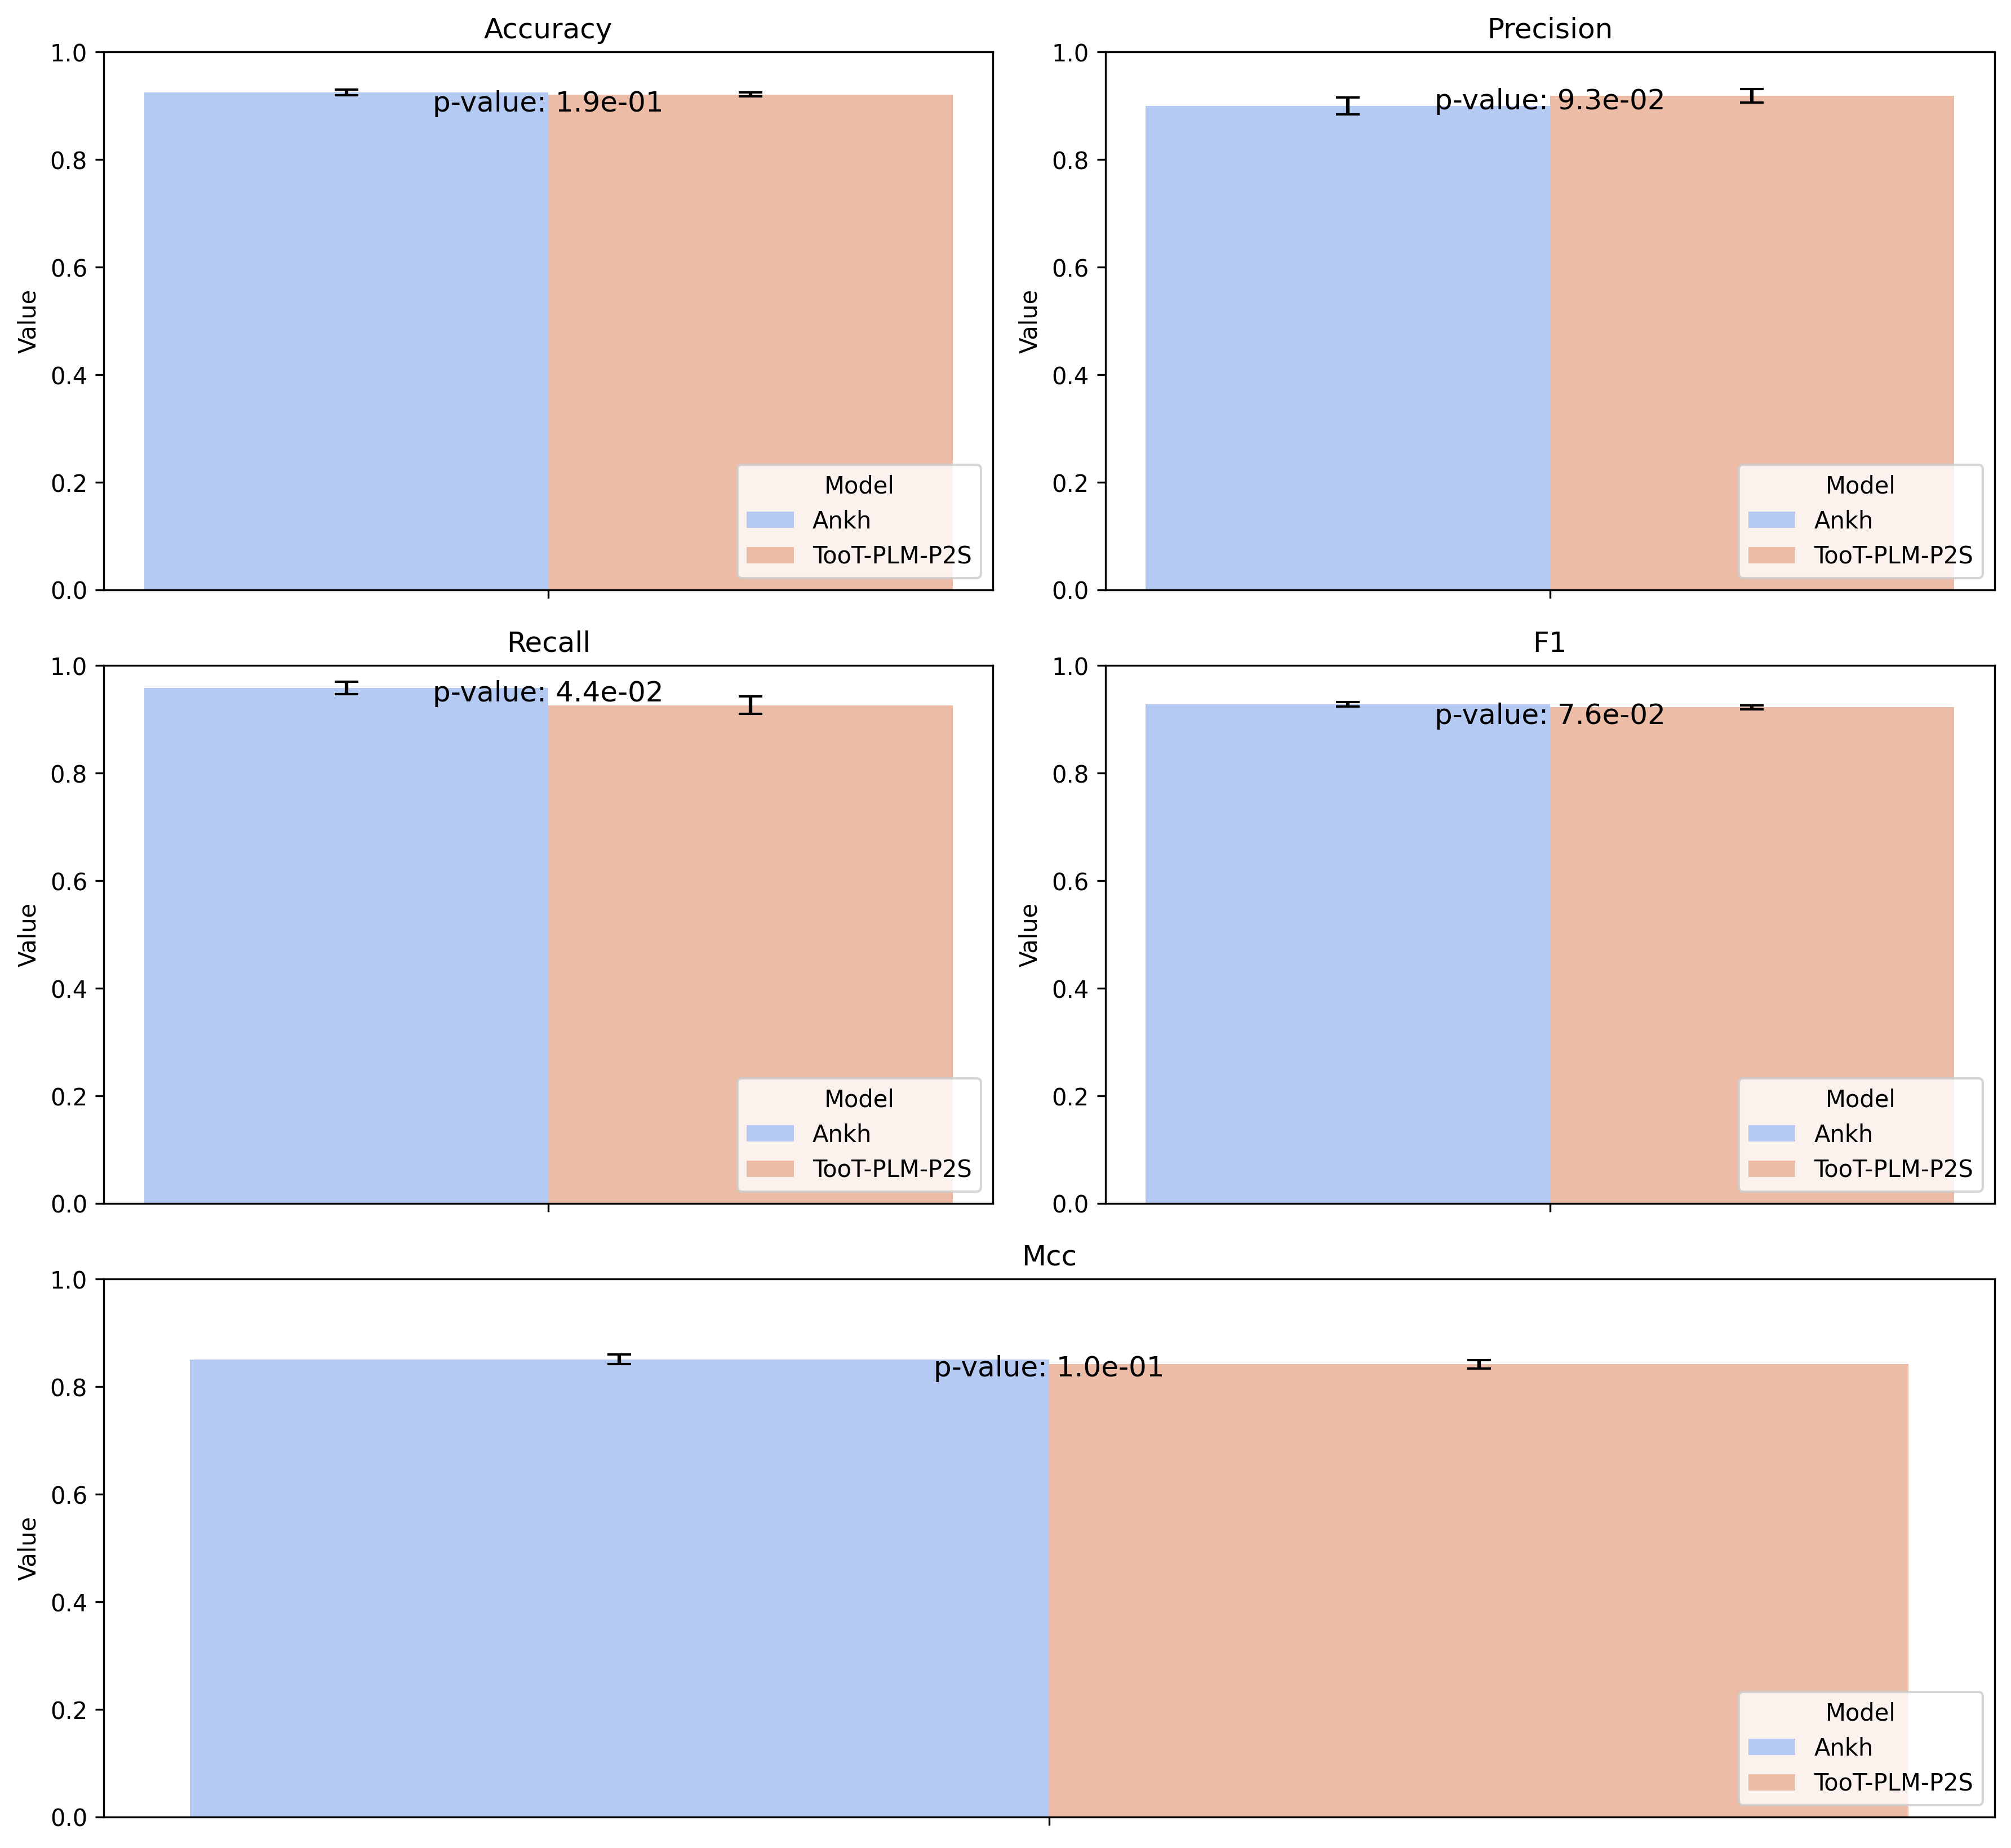 Accuracy
1.0
0.8
0.6
0.4
0.2
0.0
Value
p-value: 1.9e-01
Model
Ankh
TooT-PLM-P2S
Precision
1.0
0.8
0.6
0.4
0.2
0.0
Value
p-value: 9.3e-02
Model
Ankh
TooT-PLM-P2S
Recall
1.0
0.8
0.6
0.4
0.2
0.0
Value
p-value: 4.4e-02
Model
Ankh
TooT-PLM-P2S
F1
1.0
0.8
0.6
0.4
0.2
0.0
Value
p-value: 7.6e-02
Model
Ankh
TooT-PLM-P2S
Mcc
1.0
0.8
0.6
0.4
0.2
0.0
Value
p-value: 1.0e-01
Model
Ankh
TooT-PLM-P2S